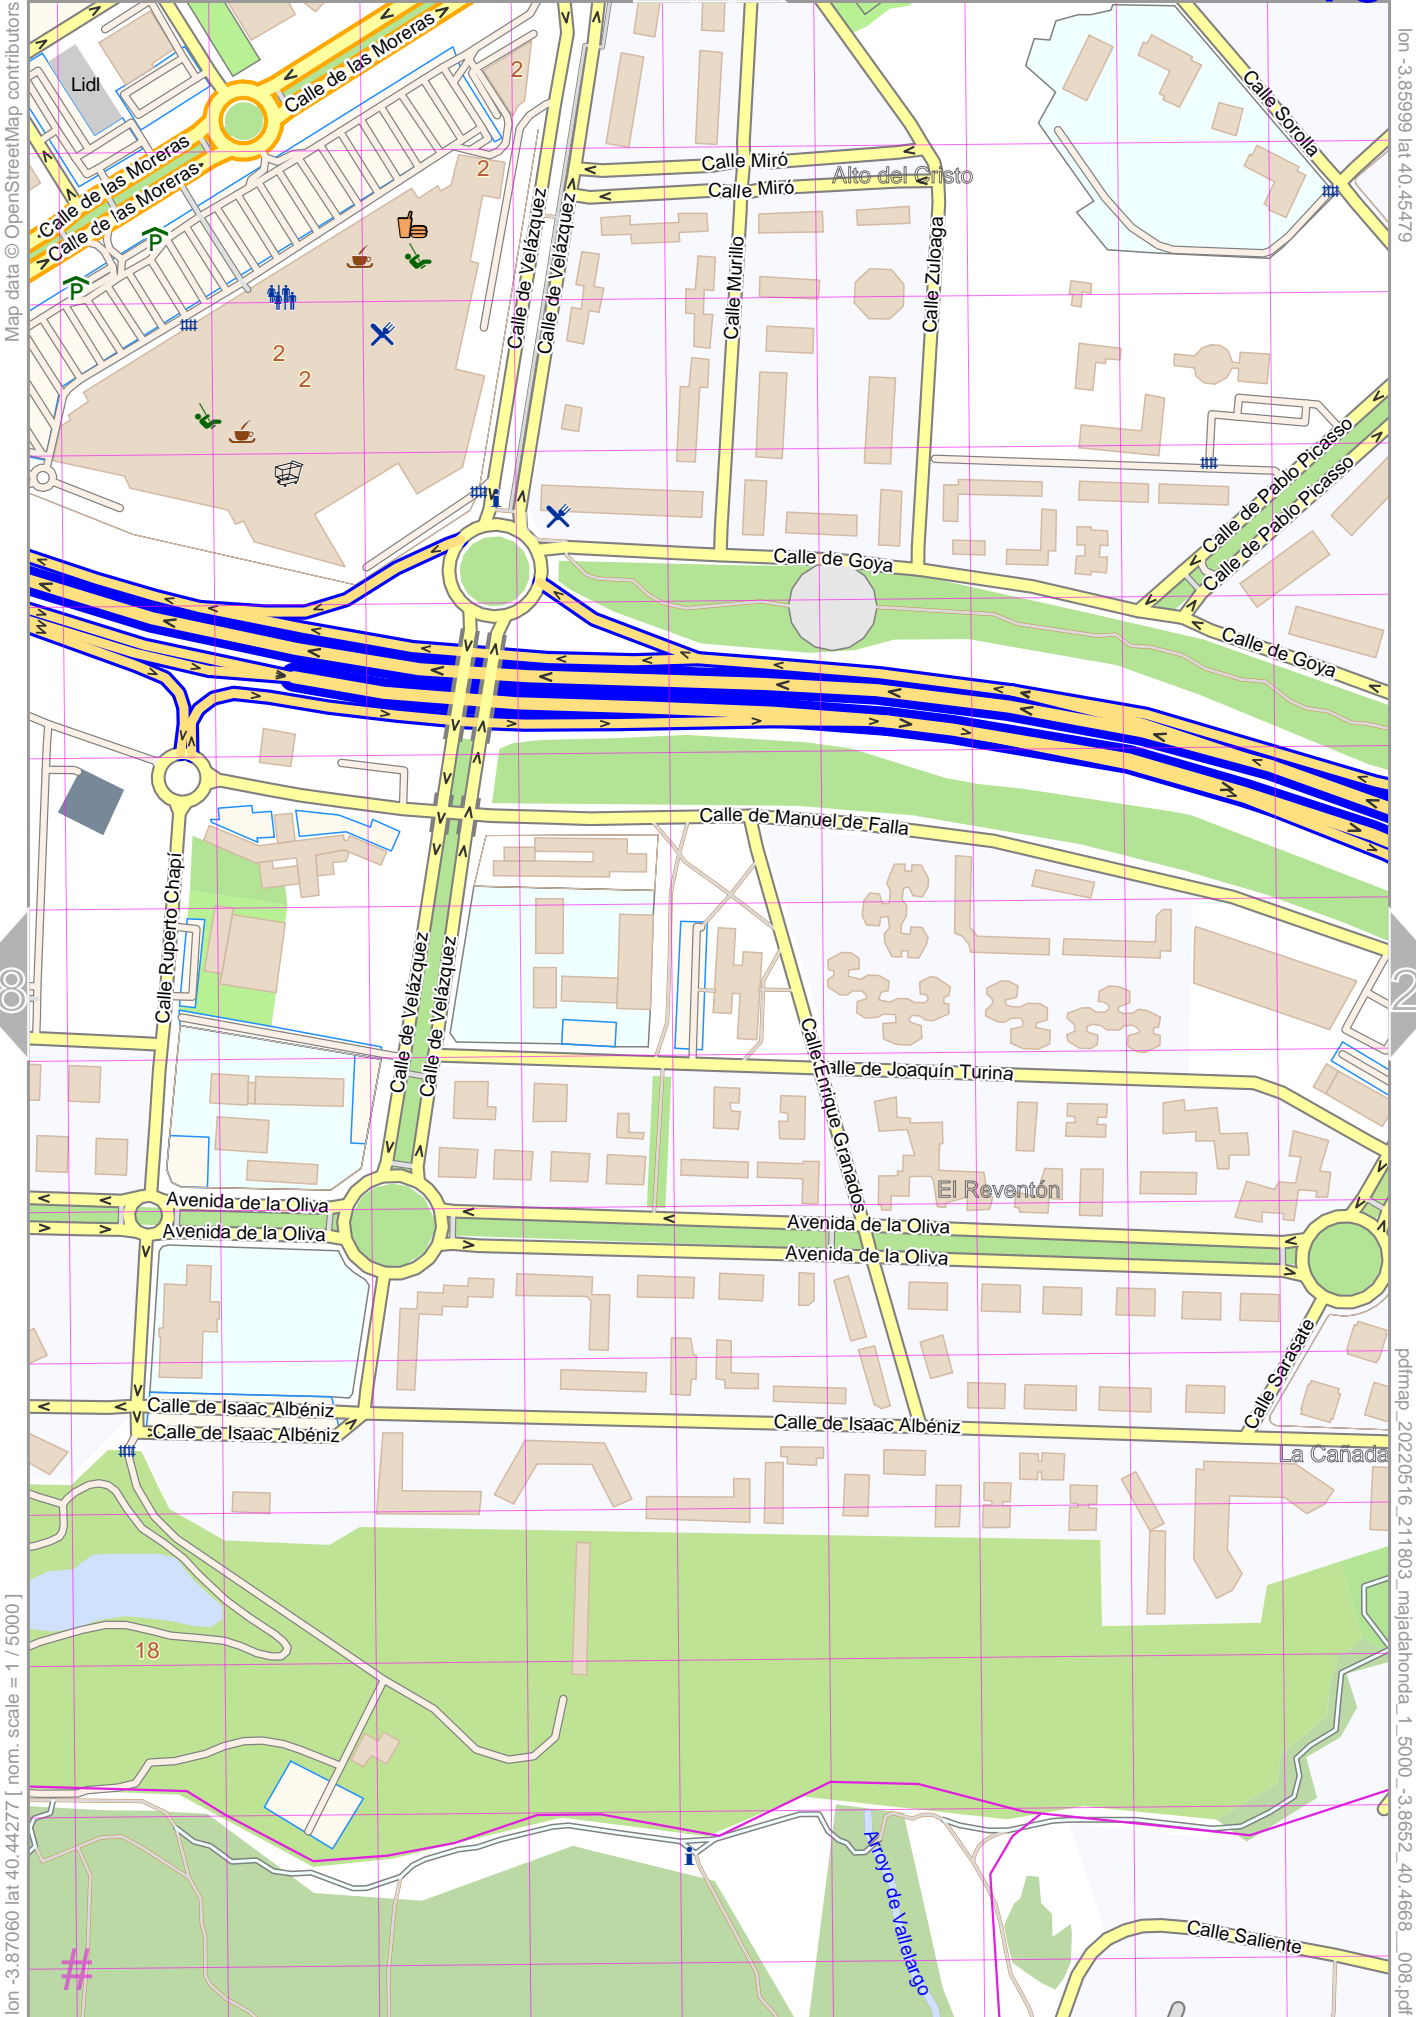 Map data © OpenStreetMap contributors
lon -3.85999 lat 40.45479
Lidl
Calle de las Moreras
Calle de las Moreras
Calle de las Moreras
2
2
2
2
P
P
Calle de Velázquez
Calle de Velázquez
Calle Miró
Calle Miró
Alto del Cristo
Calle Murillo
Calle Zuloaga
Calle Sorolla
Calle de Pablo Picasso
Calle de Pablo Picasso
Calle de Goya
Calle de Goya
Calle de Manuel de Falla
Calle Ruperto Chapí
Calle de Velázquez
Calle de Velázquez
8
2
Calle Enrique Granados
alle de Joaquín Turina
El Reventón
Avenida de la Oliva
Avenida de la Oliva
Avenida de la Oliva
Avenida de la Oliva
Calle Sarasate
Calle de Isaac Albéniz
Calle de Isaac Albéniz
Calle de Isaac Albéniz
La Cañada
18
Arroyo de Vallelargo
Calle Saliente
#
lon -3.87060 lat 40.44277 [ nom. scale = 1 / 5000 ]
pdfmap_20220516_211803_majadahonda_1_5000_-3.8652_40.4668__008.pdf